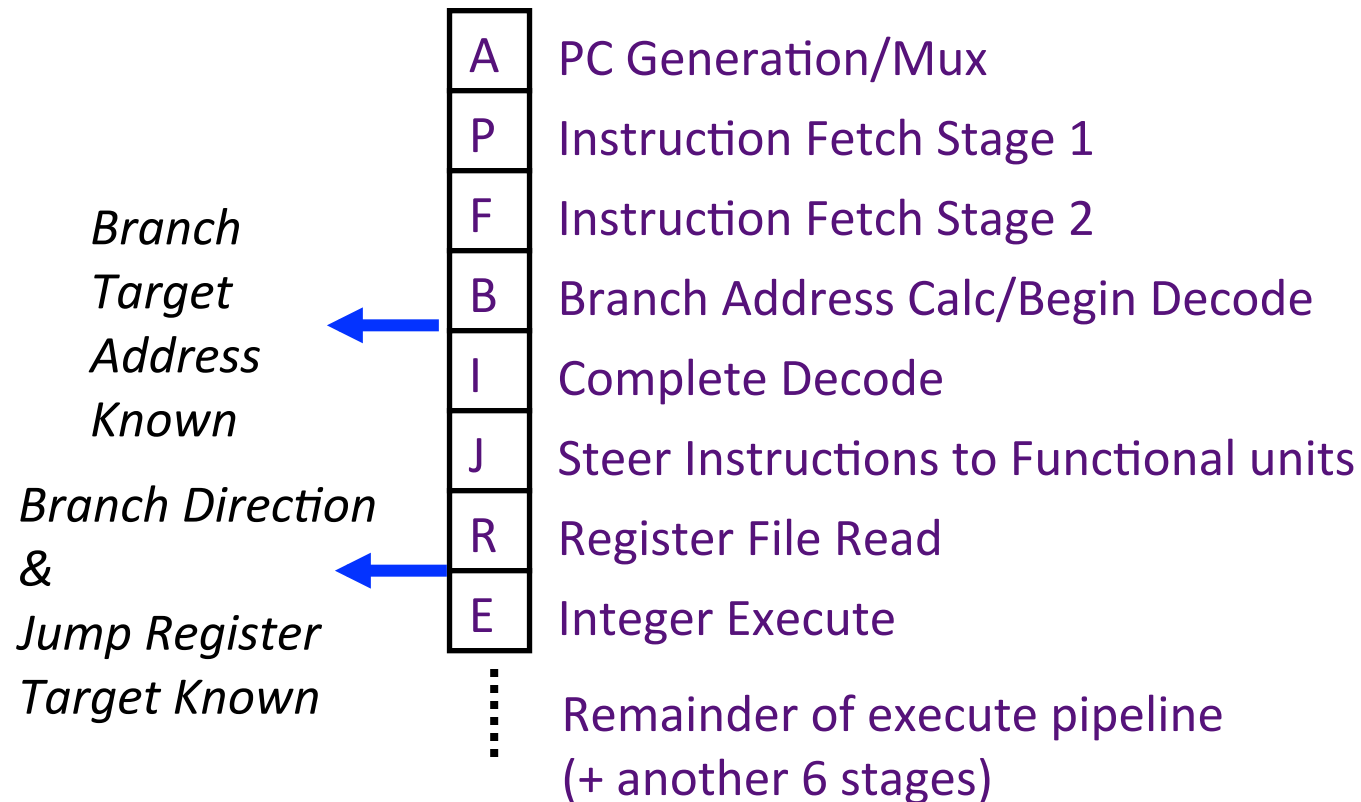 A PC Generation/Mux
P Instruction Fetch Stage 1
F Instruction Fetch Stage 2
B Branch Address Calc/Begin Decode
I Complete Decode
J Steer Instructions to Functional units
R Register File Read
E Integer Execute
Remainder of execute pipeline
(+ another 6 stages)
Branch
Target
Address
Known
Branch Direction
&
Jump Register
Target Known